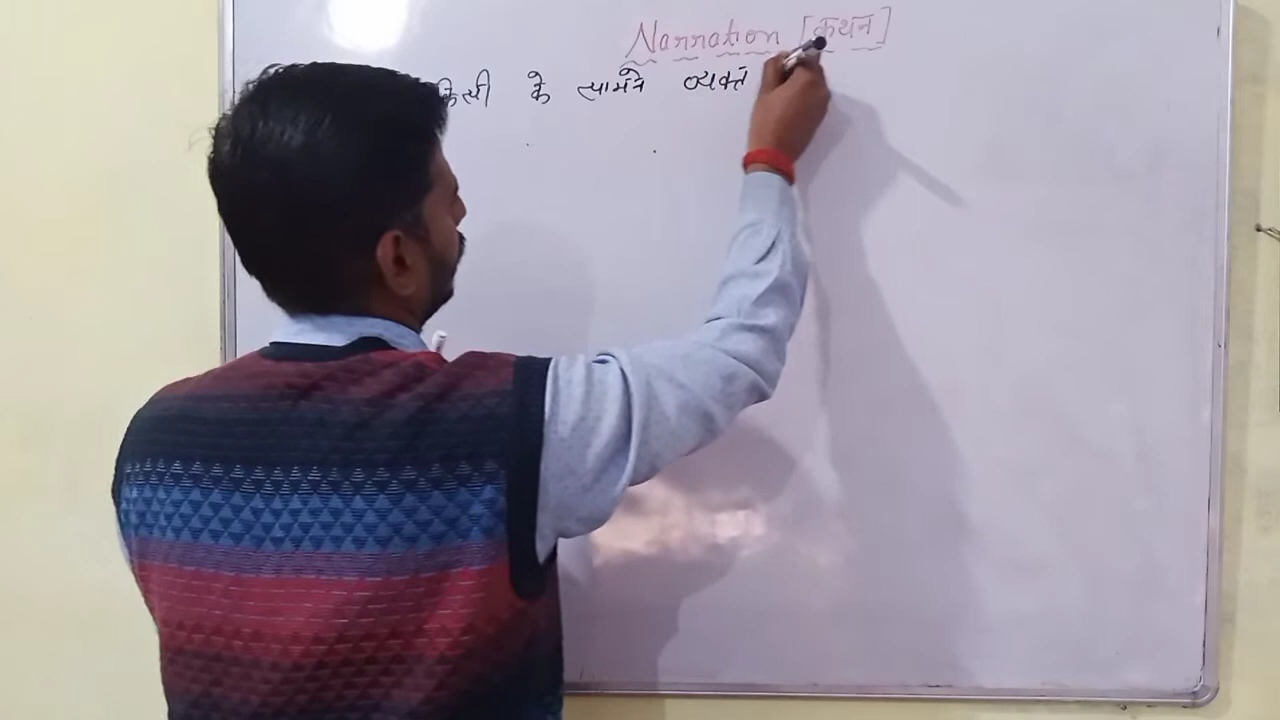 Narration [कथन]
किसी के सामने व्यक्त